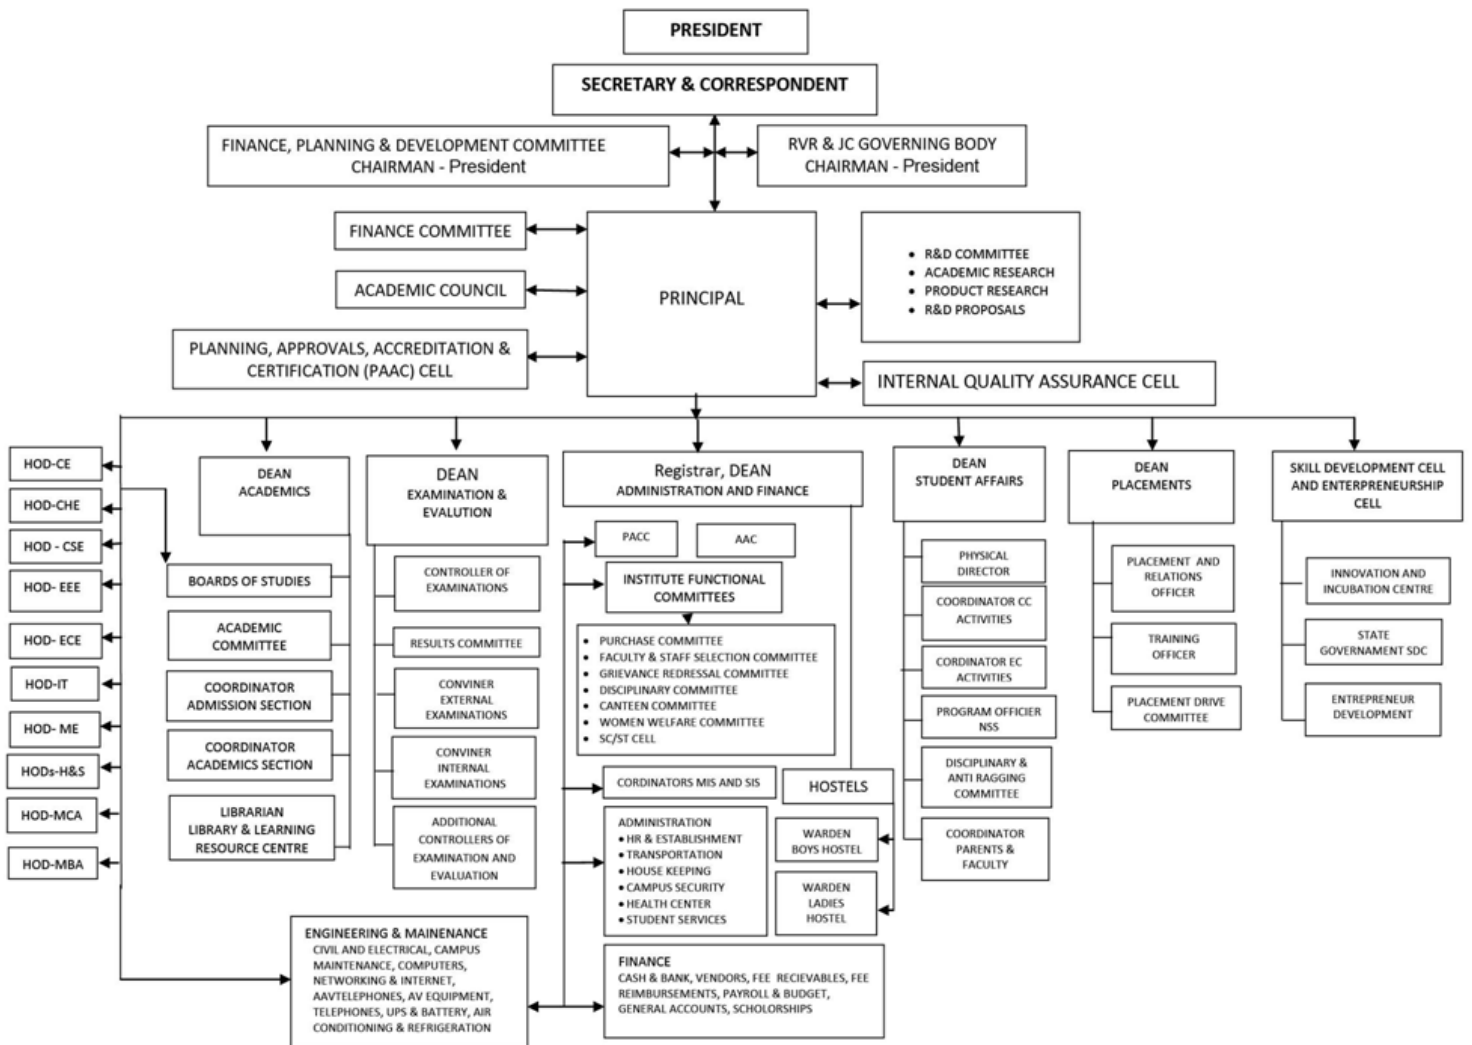 PRESIDENT
SECRETARY & CORRESPONDENT
FINANCE, PLANNING & DEVELOPMENT COMMITTEE
CHAIRMAN - President
RVR & JC GOVERNING BODY
CHAIRMAN - President
FINANCE COMMITTEE
ACADEMIC COUNCIL
PLANNING, APPROVALS, ACCREDITATION &
CERTIFICATION (PAAC) CELL
PRINCIPAL
• R&D COMMITTEE
• ACADEMIC RESEARCH
• PRODUCT RESEARCH
• R&D PROPOSALS
INTERNAL QUALITY ASSURANCE CELL
HOD-CE
HOD-CHE
HOD - CSE
HOD- EEE
HOD- ECE
HOD-IT
HOD- ME
HODs-H&S
HOD-MCA
HOD-MBA
DEAN
ACADEMICS
BOARDS OF STUDIES
ACADEMIC
COMMITTEE
COORDINATOR
ADMISSION SECTION
COORDINATOR
ACADEMICS SECTION
LIBRARIAN
LIBRARY & LEARNING
RESOURCE CENTRE
DEAN
EXAMINATION &
EVALUTION
CONTROLLER OF
EXAMINATIONS
RESULTS COMMITTEE
CONVINER
EXTERNAL
EXAMINATIONS
CONVINER
INTERNAL
EXAMINATIONS
ADDITIONAL
CONTROLLERS OF
EXAMINATION AND
EVALUATION
Registrar, DEAN
ADMINISTRATION AND FINANCE
PACC
AAC
INSTITUTE FUNCTIONAL
COMMITTEES
• PURCHASE COMMITTEE
• FACULTY & STAFF SELECTION COMMITTEE
• GRIEVANCE REDRESSAL COMMITTEE
• DISCIPLINARY COMMITTEE
• CANTEEN COMMITTEE
• WOMEN WELFARE COMMITTEE
• SC/ST CELL
CORDINATORS MIS AND SIS
HOSTELS
ADMINISTRATION
• HR & ESTABLISHMENT
• TRANSPORTATION
• HOUSE KEEPING
• CAMPUS SECURITY
• HEALTH CENTER
• STUDENT SERVICES
WARDEN
BOYS HOSTEL
WARDEN
LADIES
HOSTEL
DEAN
STUDENT AFFAIRS
PHYSICAL
DIRECTOR
COORDINATOR CC
ACTIVITIES
CORDINATOR EC
ACTIVITIES
PROGRAM OFFICIER
NSS
DISCIPLINARY &
ANTI RAGGING
COMMITTEE
COORDINATOR
PARENTS &
FACULTY
DEAN
PLACEMENTS
PLACEMENT AND
RELATIONS
OFFICER
TRAINING
OFFICER
PLACEMENT DRIVE
COMMITTEE
SKILL DEVELOPMENT CELL
AND ENTERPRENEURSHIP
CELL
INNOVATION AND
INCUBATION CENTRE
STATE
GOVERNAMENT SDC
ENTREPRENEUR
DEVELOPMENT
ENGINEERING & MAINENANCE
CIVIL AND ELECTRICAL, CAMPUS
MAINTENANCE, COMPUTERS,
NETWORKING & INTERNET,
AAVTELEPHONES, AV EQUIPMENT,
TELEPHONES, UPS & BATTERY, AIR
CONDITIONING & REFRIGERATION
FINANCE
CASH & BANK, VENDORS, FEE RECIEVABLES, FEE
REIMBURSEMENTS, PAYROLL & BUDGET,
GENERAL ACCOUNTS, SCHOLORSHIPS